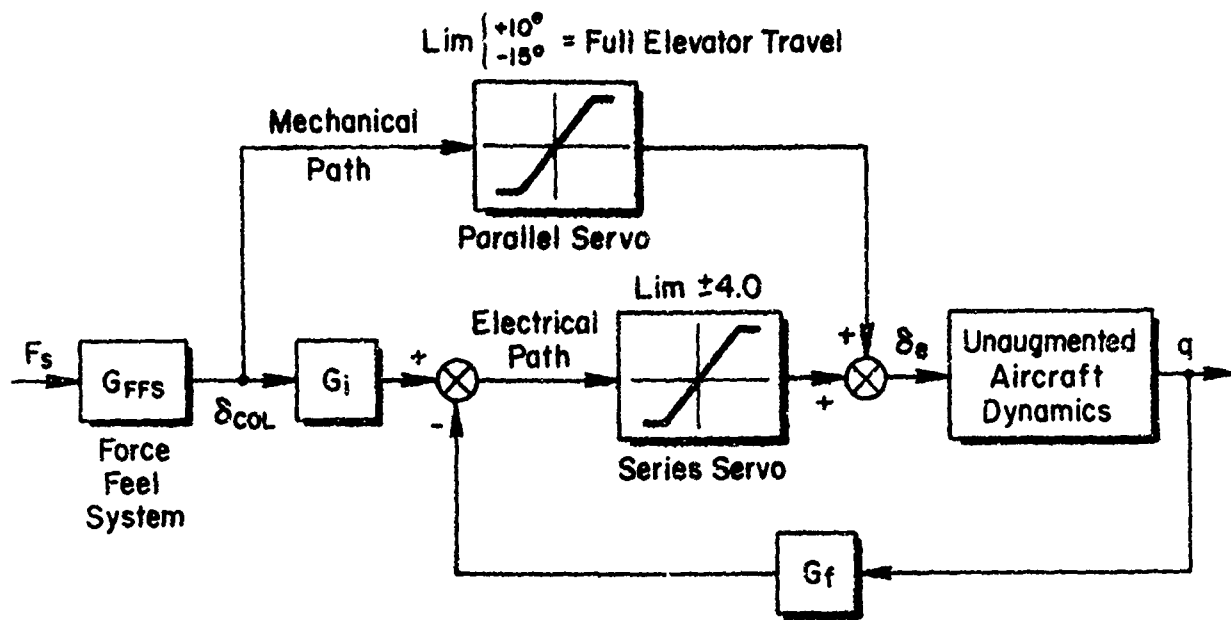 Lim { +10° = Full Elevator Travel
-15°
Mechanical
Path
Parallel Servo
Lim ±4.0
Electrical
Path
Fs
GFFS
δCOL
Gi
+
-
Series Servo
+
+
δe
Unaugmented
Aircraft
Dynamics
q
Force
Feel
System
Gf